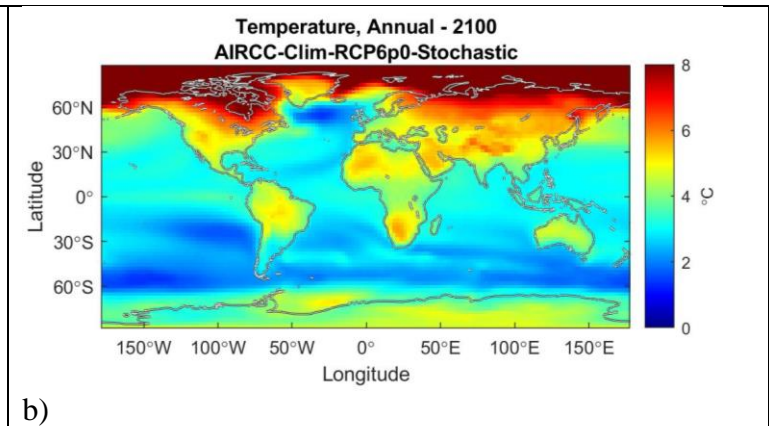 Temperature, Annual - 2100
AIRCC-Clim-RCP6p0-Stochastic
8
6
4
2
0
°C
60°N
30°N
0°
30°S
60°S
Latitude
150°W 100°W 50°W 0° 50°E 100°E 150°E
Longitude
b)